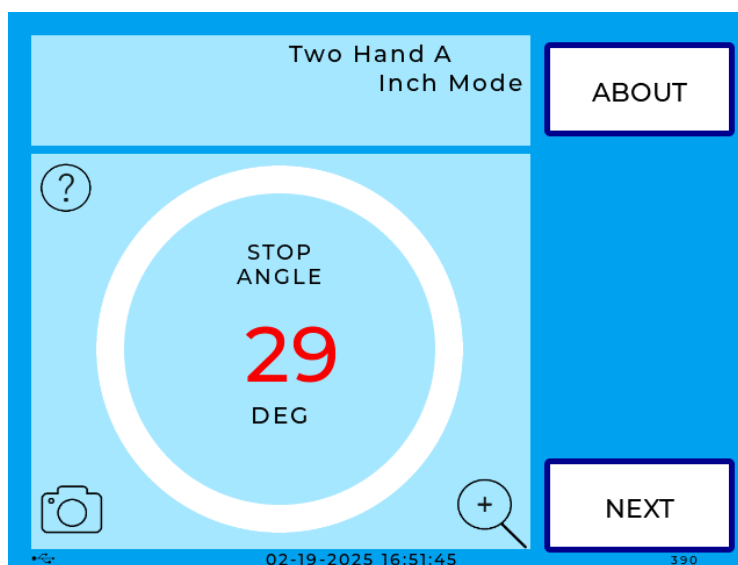 Two Hand A
Inch Mode
ABOUT
?
STOP
ANGLE
29
DEG
+
NEXT
02-19-2025 16:51:45
390